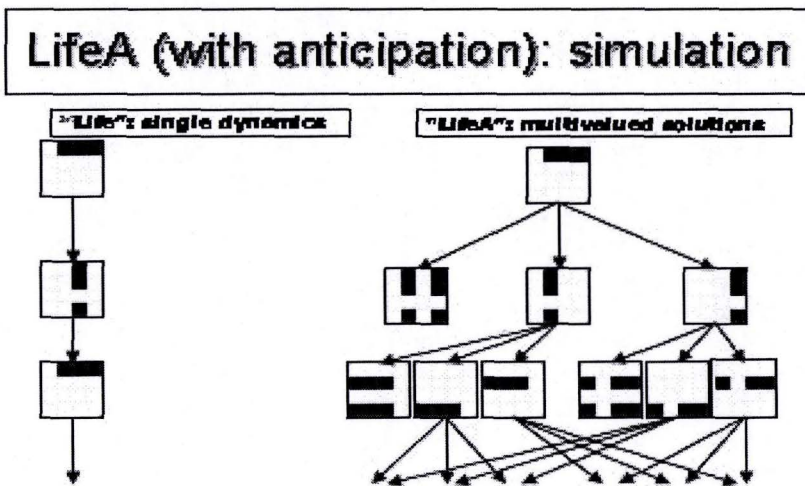 LifeA (with anticipation): simulation
"Life": single dynamics
"LifeA": multivalued solutions